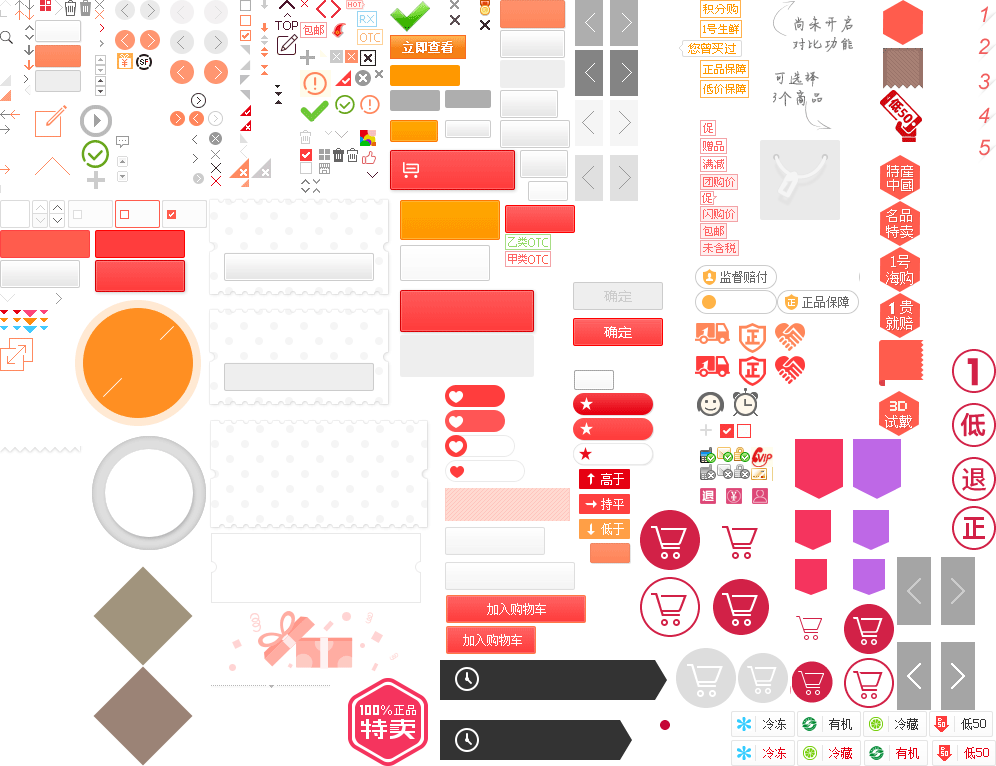 HOT
TOP
包邮
RX
OTC
SF
立即查看
积分购
1号生鲜
您曾买过
正品保障
低价保障
尚未开启
对比功能
可选择
3个商品
低50
1
2
3
4
5
促
赠品
满减
团购价
促
闪购价
包邮
未含税
特産
中國
名品
特卖
1号
海购
1贵
就赔
3D
试戴
乙类OTC
甲类OTC
监督赔付
正 正品保障
确定
确定
正
正
1
低
退
正
VIP
退
¥
高于
持平
低于
加入购物车
加入购物车
100%正品
特卖
冷冻
有机
冷藏
50
低50
冷冻
冷藏
有机
50
低50